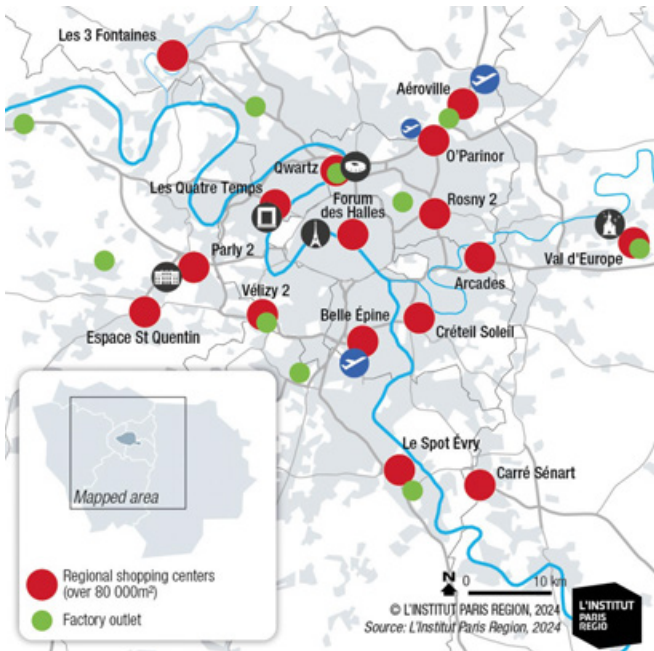 Les 3 Fontaines
Aéroville
O'Parinor
Qwartz
Les Quatre Temps
Forum
des Halles
Rosny 2
Parly 2
Val d'Europe
Arcades
Vélizy 2
Belle Épine
Créteil Soleil
Espace St Quentin
Le Spot Évry
Carré Sénart
Mapped area
Regional shopping centers
(over 80 000m²)
Factory outlet
N
0 10 km
© L'INSTITUT PARIS REGION, 2024
Source: L'Institut Paris Region, 2024
L'INSTITUT
PARIS
REGIO